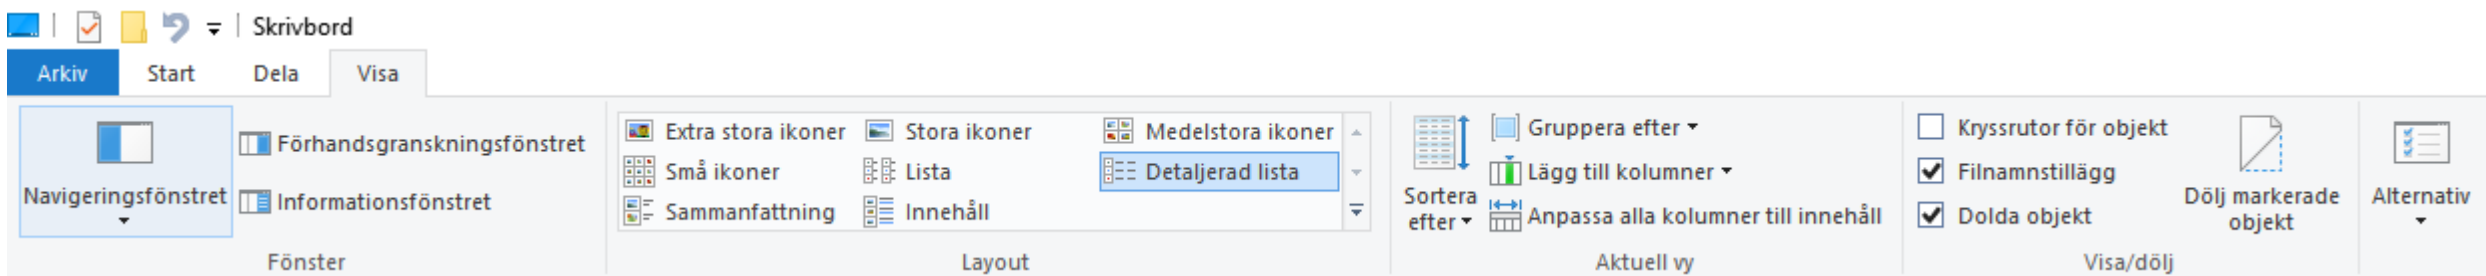 Skrivbord
Arkiv Start Dela Visa
Navigeringsfönstret
Förhandsgranskningsfönstret
Informationsfönstret
Fönster
Extra stora ikoner Stora ikoner Medelstora ikoner
Små ikoner Lista Detaljerad lista
Sammanfattning Innehåll
Layout
Sortera
efter
Gruppera efter
Lägg till kolumner
Anpassa alla kolumner till innehåll
Aktuell vy
Kryssrutor för objekt
Filnamnstillägg
Dolda objekt
Dölj markerade
objekt
Visa/dölj
Alternativ